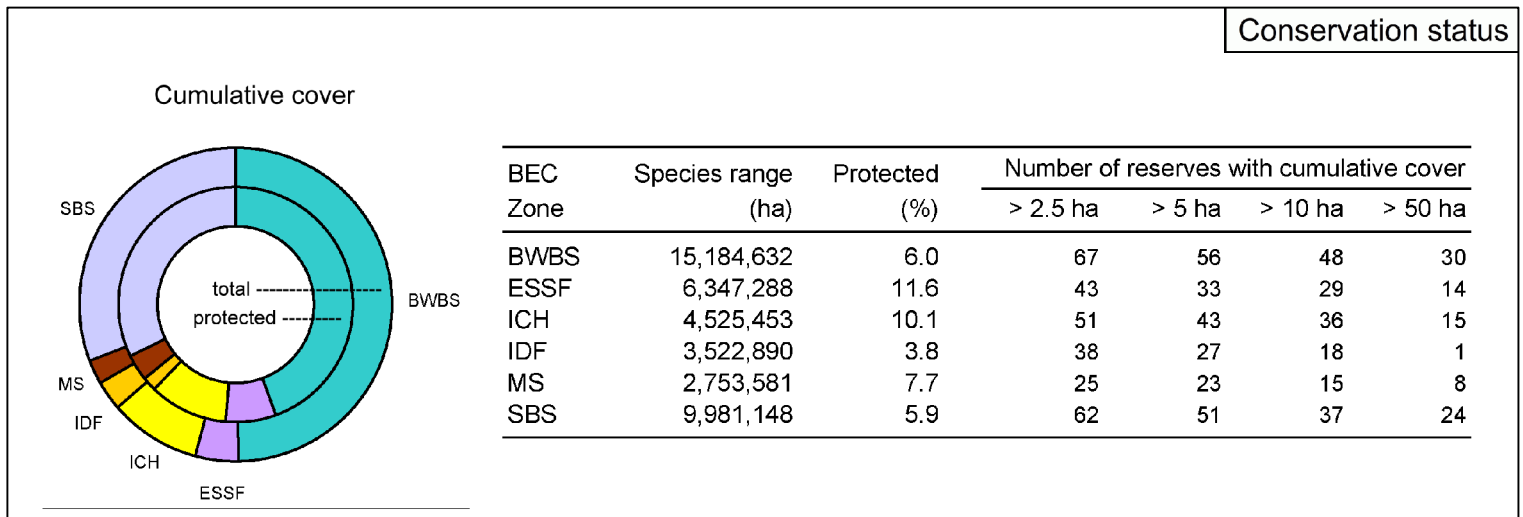 Conservation status
Cumulative cover
SBS
total
protected
BWBS
MS
IDF
ICH
ESSF
BEC Species range Protected Number of reserves with cumulative cover
Zone (ha) (%) > 2.5 ha > 5 ha > 10 ha > 50 ha
BWBS 15,184,632 6.0 67 56 48 30
ESSF 6,347,288 11.6 43 33 29 14
ICH 4,525,453 10.1 51 43 36 15
IDF 3,522,890 3.8 38 27 18 1
MS 2,753,581 7.7 25 23 15 8
SBS 9,981,148 5.9 62 51 37 24